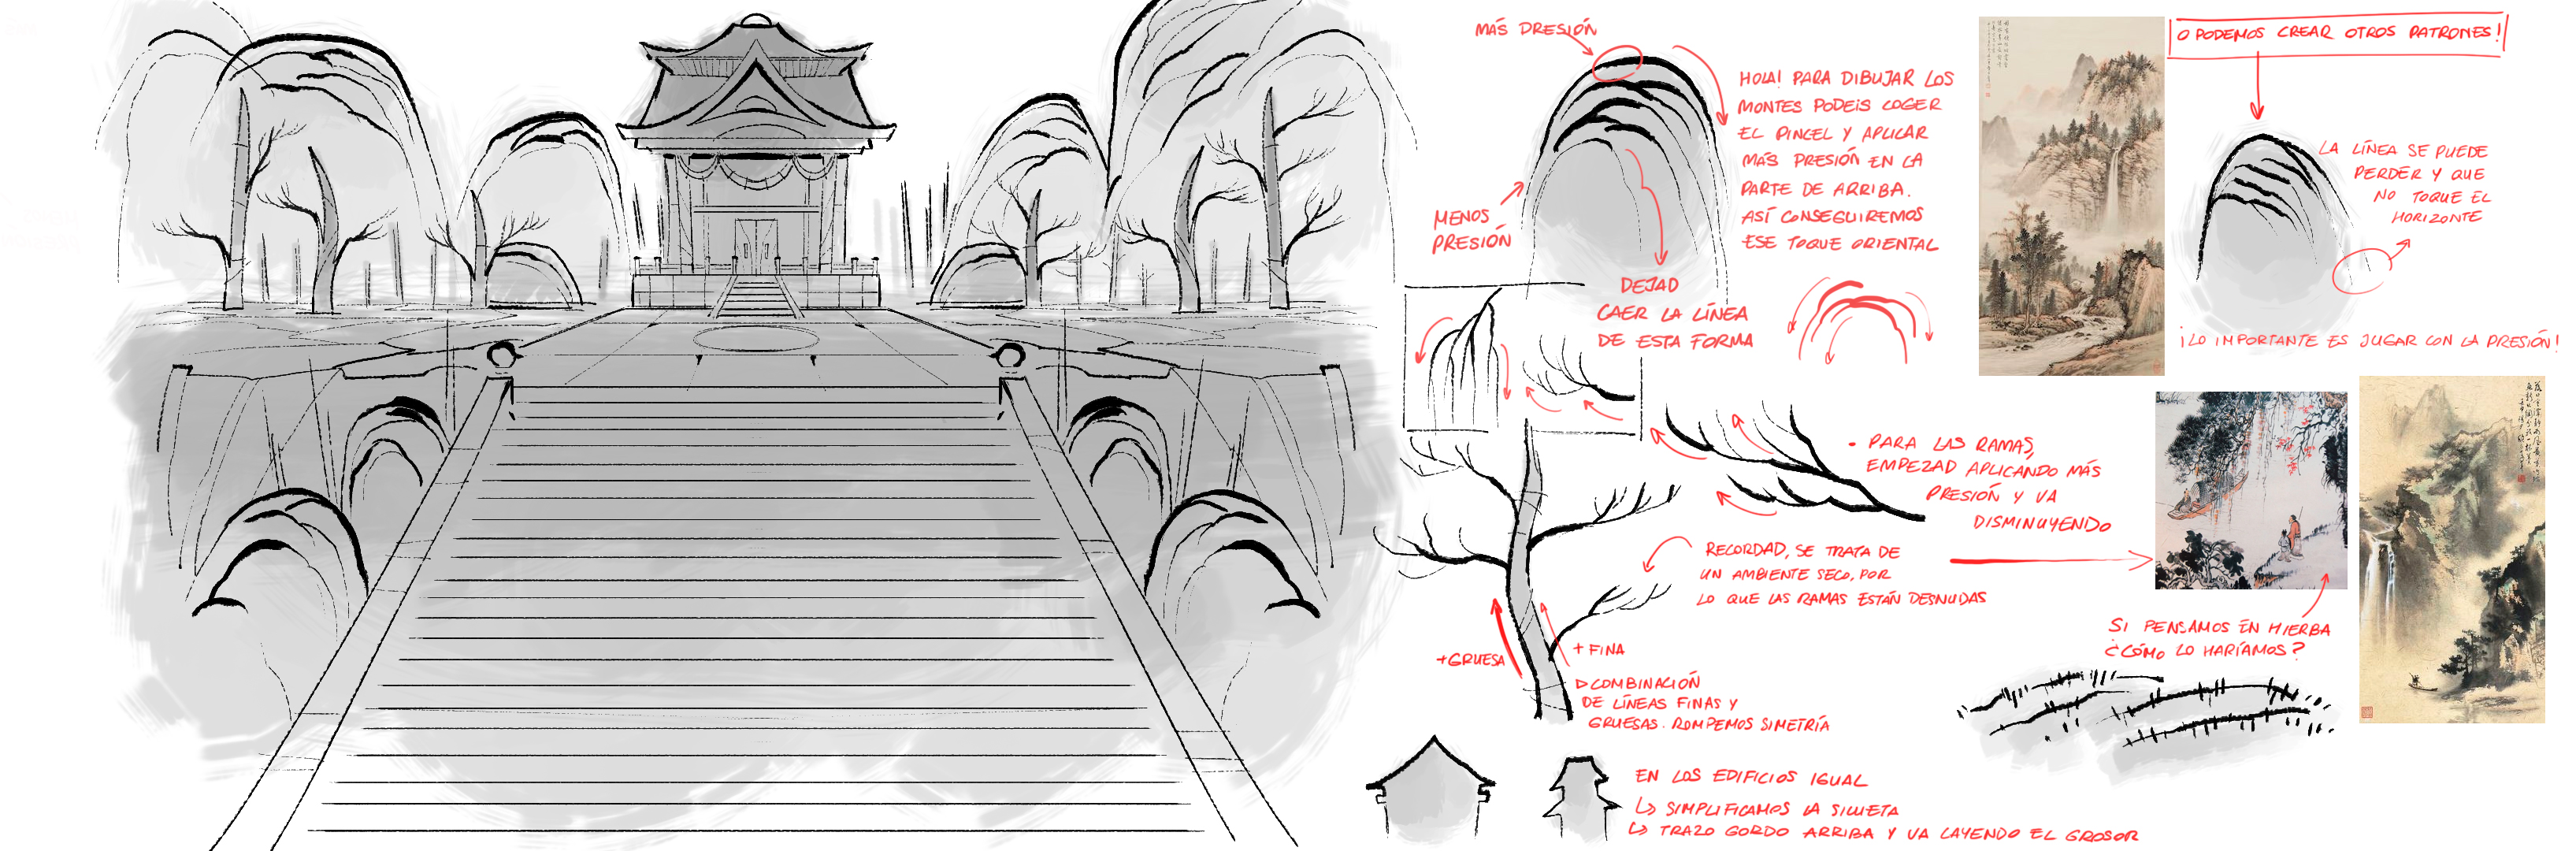 MÁS PRESIÓN
HOLA! PARA DIBUJAR LOS
MONTES PODEIS COGER
EL PINCEL Y APLICAR
MÁS PRESIÓN EN LA
PARTE DE ARRIBA.
ASÍ CONSEGUIREMOS
ESE TOQUE ORIENTAL
MENOS
PRESIÓN
DEJAD
CAER LA LÍNEA
DE ESTA FORMA
O PODEMOS CREAR OTROS PATRONES!
LA LÍNEA SE PUEDE
PERDER Y QUE
NO TOQUE EL
HORIZONTE
¡LO IMPORTANTE ES JUGAR CON LA PRESIÓN!
- PARA LAS RAMAS,
EMPEZAD APLICANDO MÁS
PRESIÓN Y VA
DISMINUYENDO
RECORDAD, SE TRATA DE
UN AMBIENTE SECO, POR
LO QUE LAS RAMAS ESTÁN DESNUDAS
+GRUESA
+ FINA
COMBINACIÓN
DE LÍNEAS FINAS Y
GRUESAS. ROMPEMOS SIMETRÍA
SI PENSAMOS EN HIERBA
¿CÓMO LO HARÍAMOS?
EN LOS EDIFICIOS IGUAL
↳ SIMPLIFICAMOS LA SILUETA
↳ TRAZO GORDO ARRIBA Y VA CAYENDO EL GROSOR